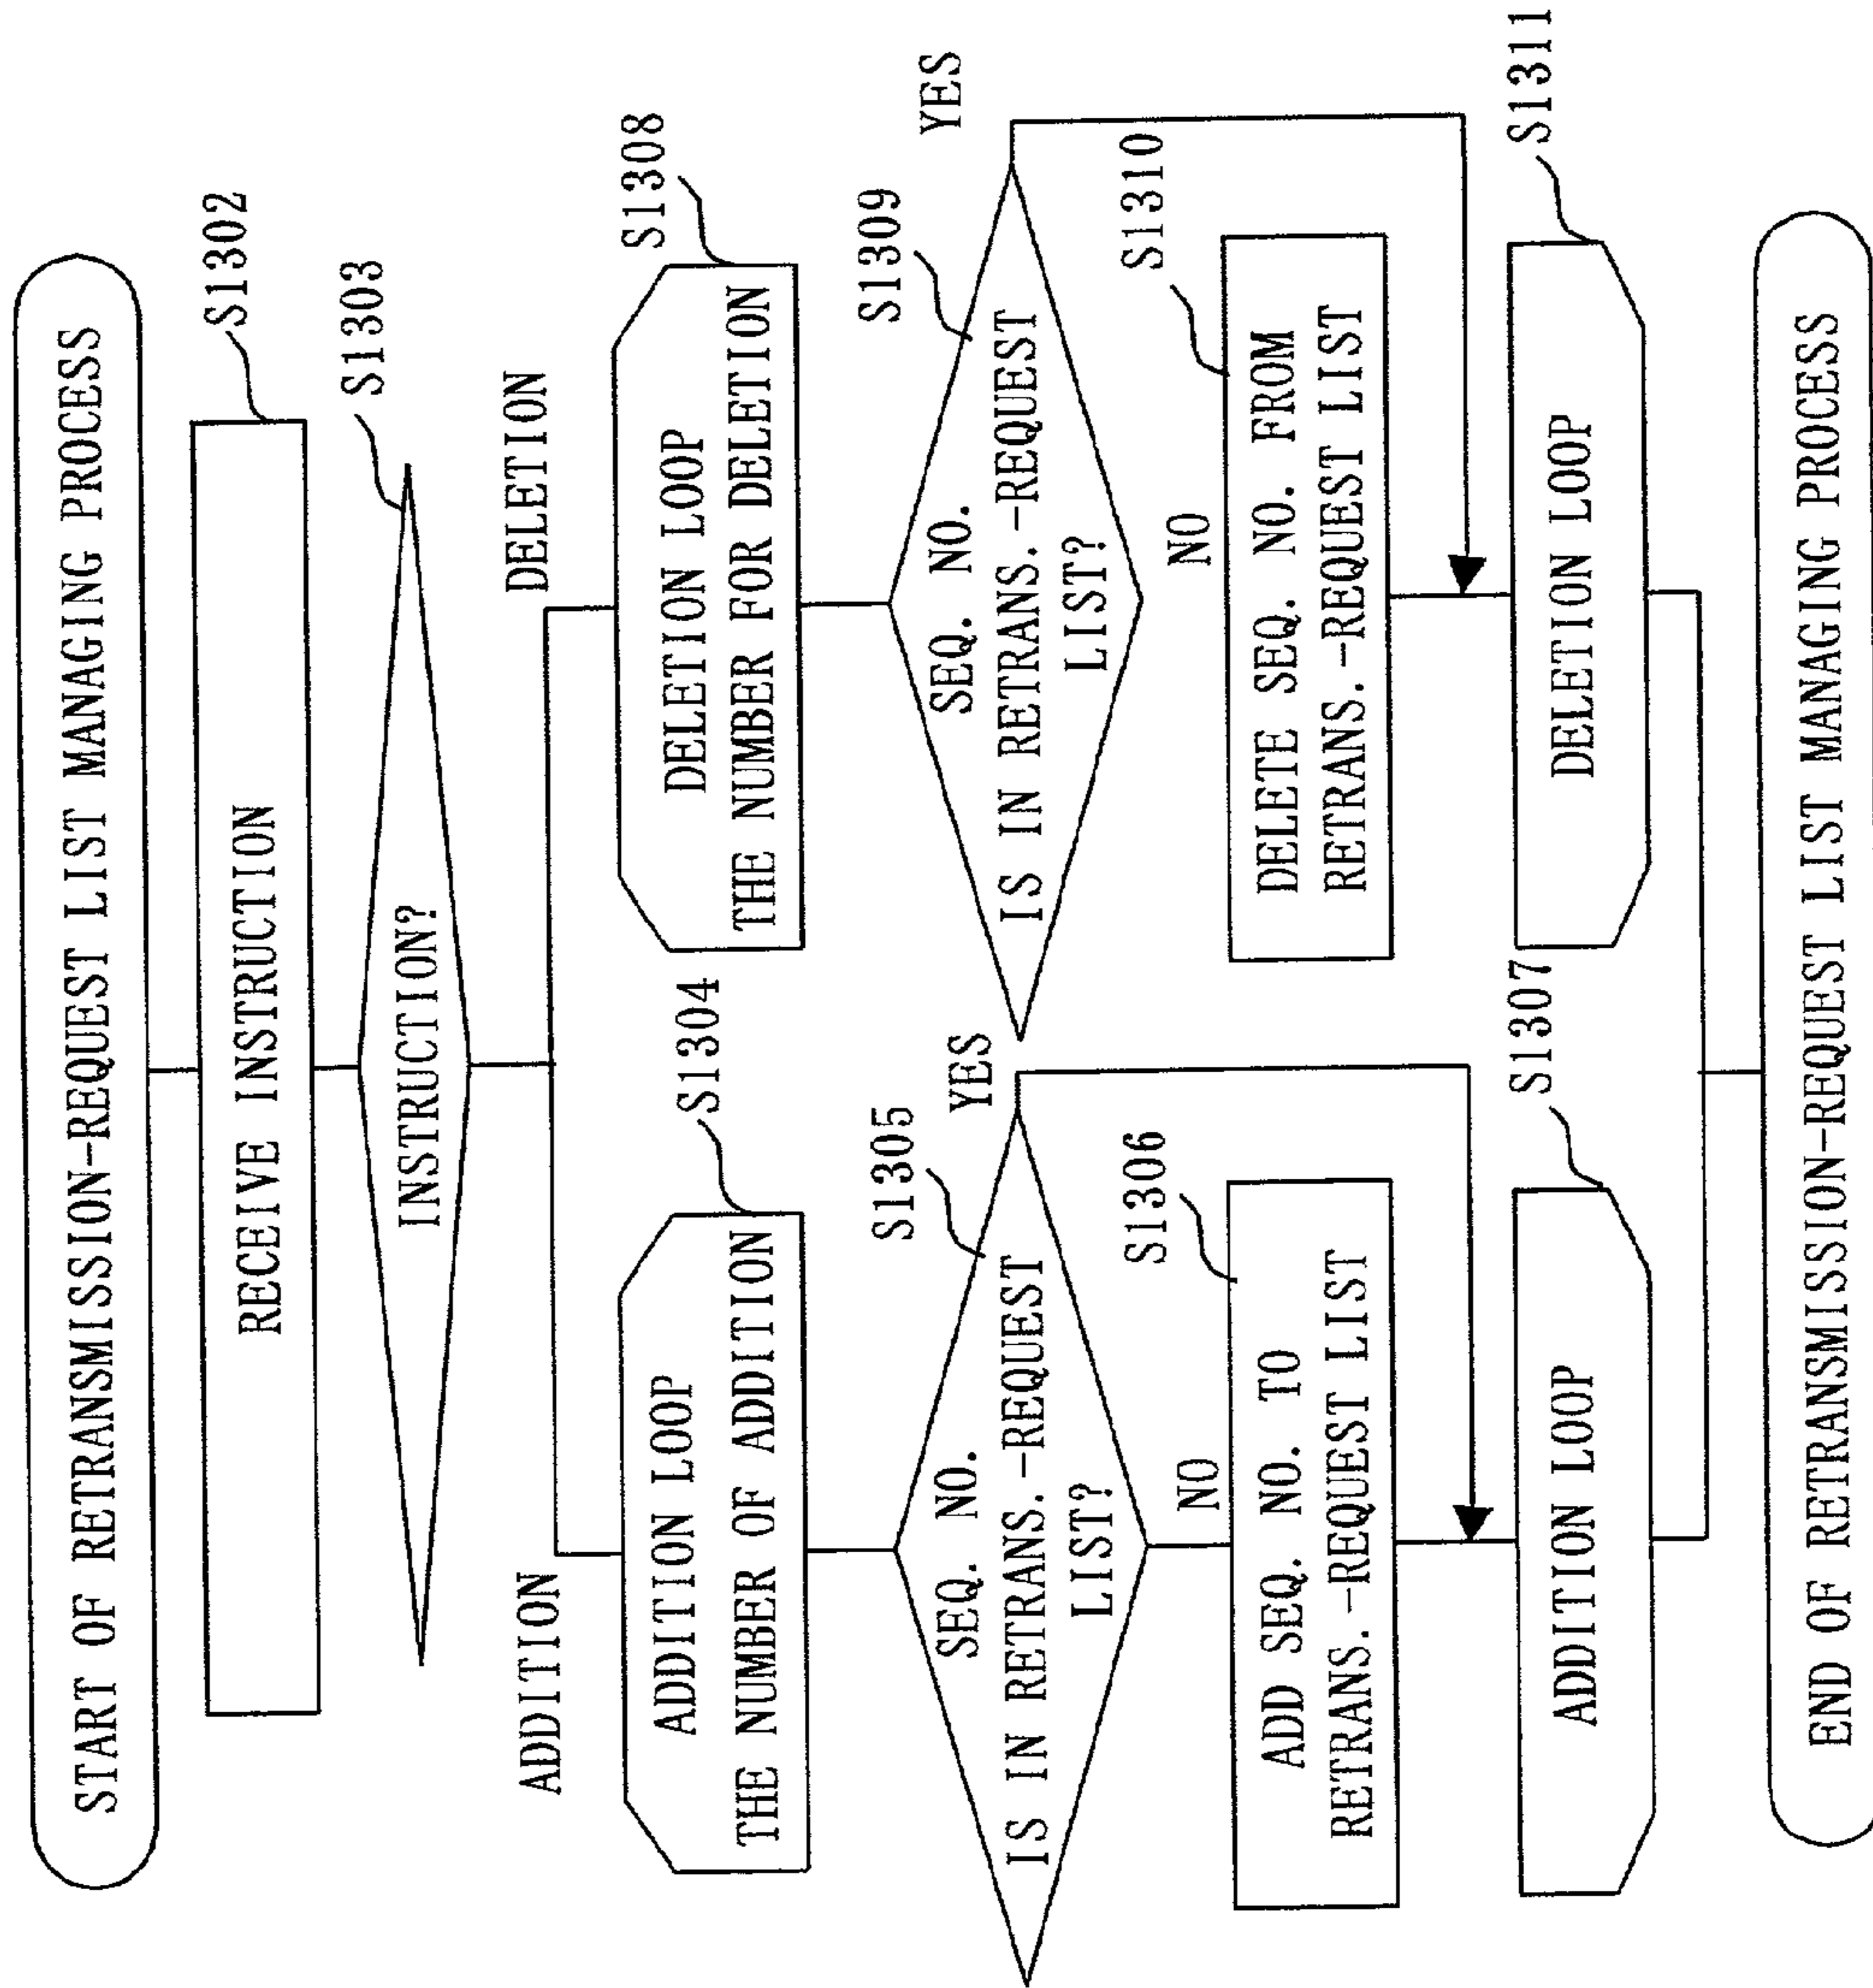 START OF RETRANSMISSION-REQUEST LIST MANAGING PROCESS
S1302
RECEIVE INSTRUCTION
S1303
INSTRUCTION?
ADDITION
DELETION
S1304
ADDITION LOOP
THE NUMBER OF ADDITION
S1305
SEQ. NO.
IS IN RETRANS.-REQUEST
LIST?
YES
NO
S1306
ADD SEQ. NO. TO
RETRANS.-REQUEST LIST
S1307
ADDITION LOOP
S1308
DELETION LOOP
THE NUMBER FOR DELETION
S1309
SEQ. NO.
IS IN RETRANS.-REQUEST
LIST?
YES
NO
S1310
DELETE SEQ. NO. FROM
RETRANS.-REQUEST LIST
S1311
DELETION LOOP
END OF RETRANSMISSION-REQUEST LIST MANAGING PROCESS